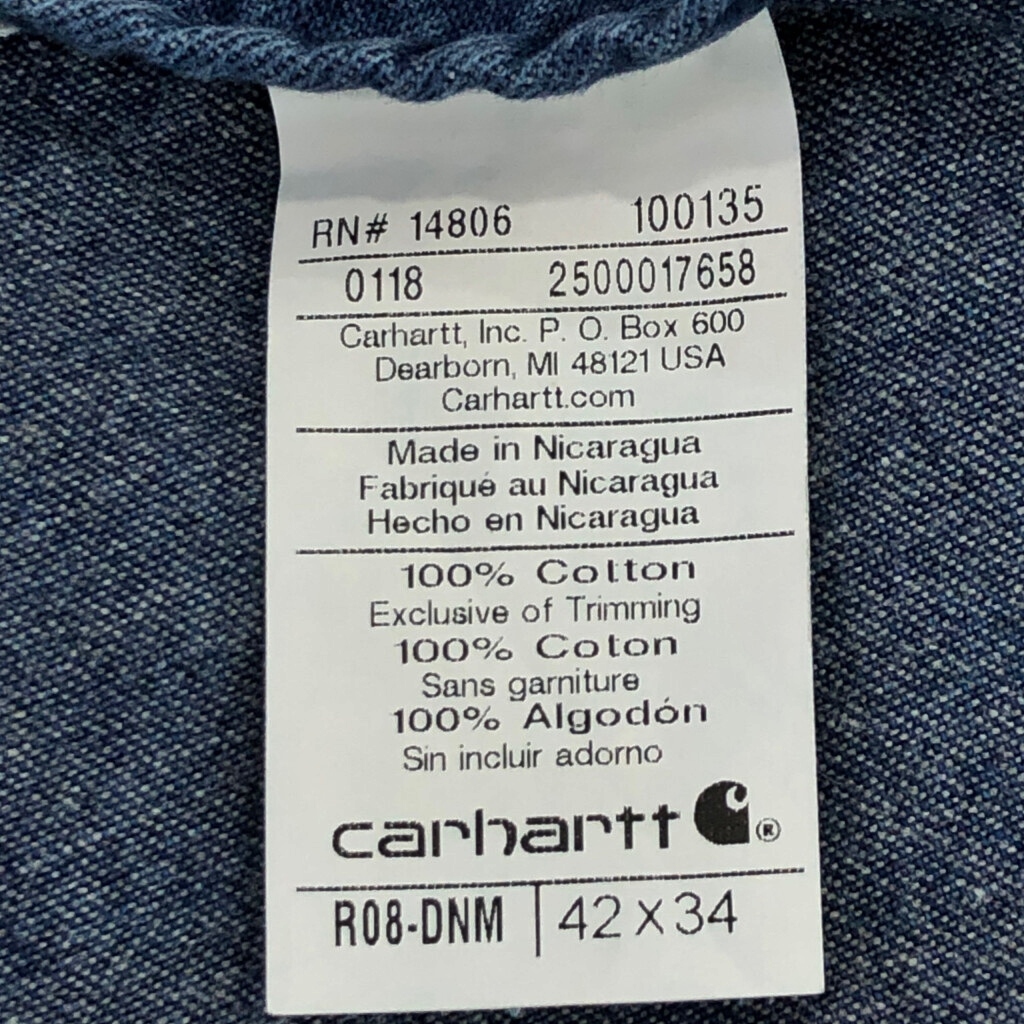 RN# 14806 100135
0118 2500017658
Carhartt, Inc. P. O. Box 600
Dearborn, MI 48121 USA
Carhartt.com
Made in Nicaragua
Fabriqué au Nicaragua
Hecho en Nicaragua
100% Cotton
Exclusive of Trimming
100% Coton
Sans garniture
100% Algodón
Sin incluir adorno
carhartt ®
R08-DNM | 42 x 34